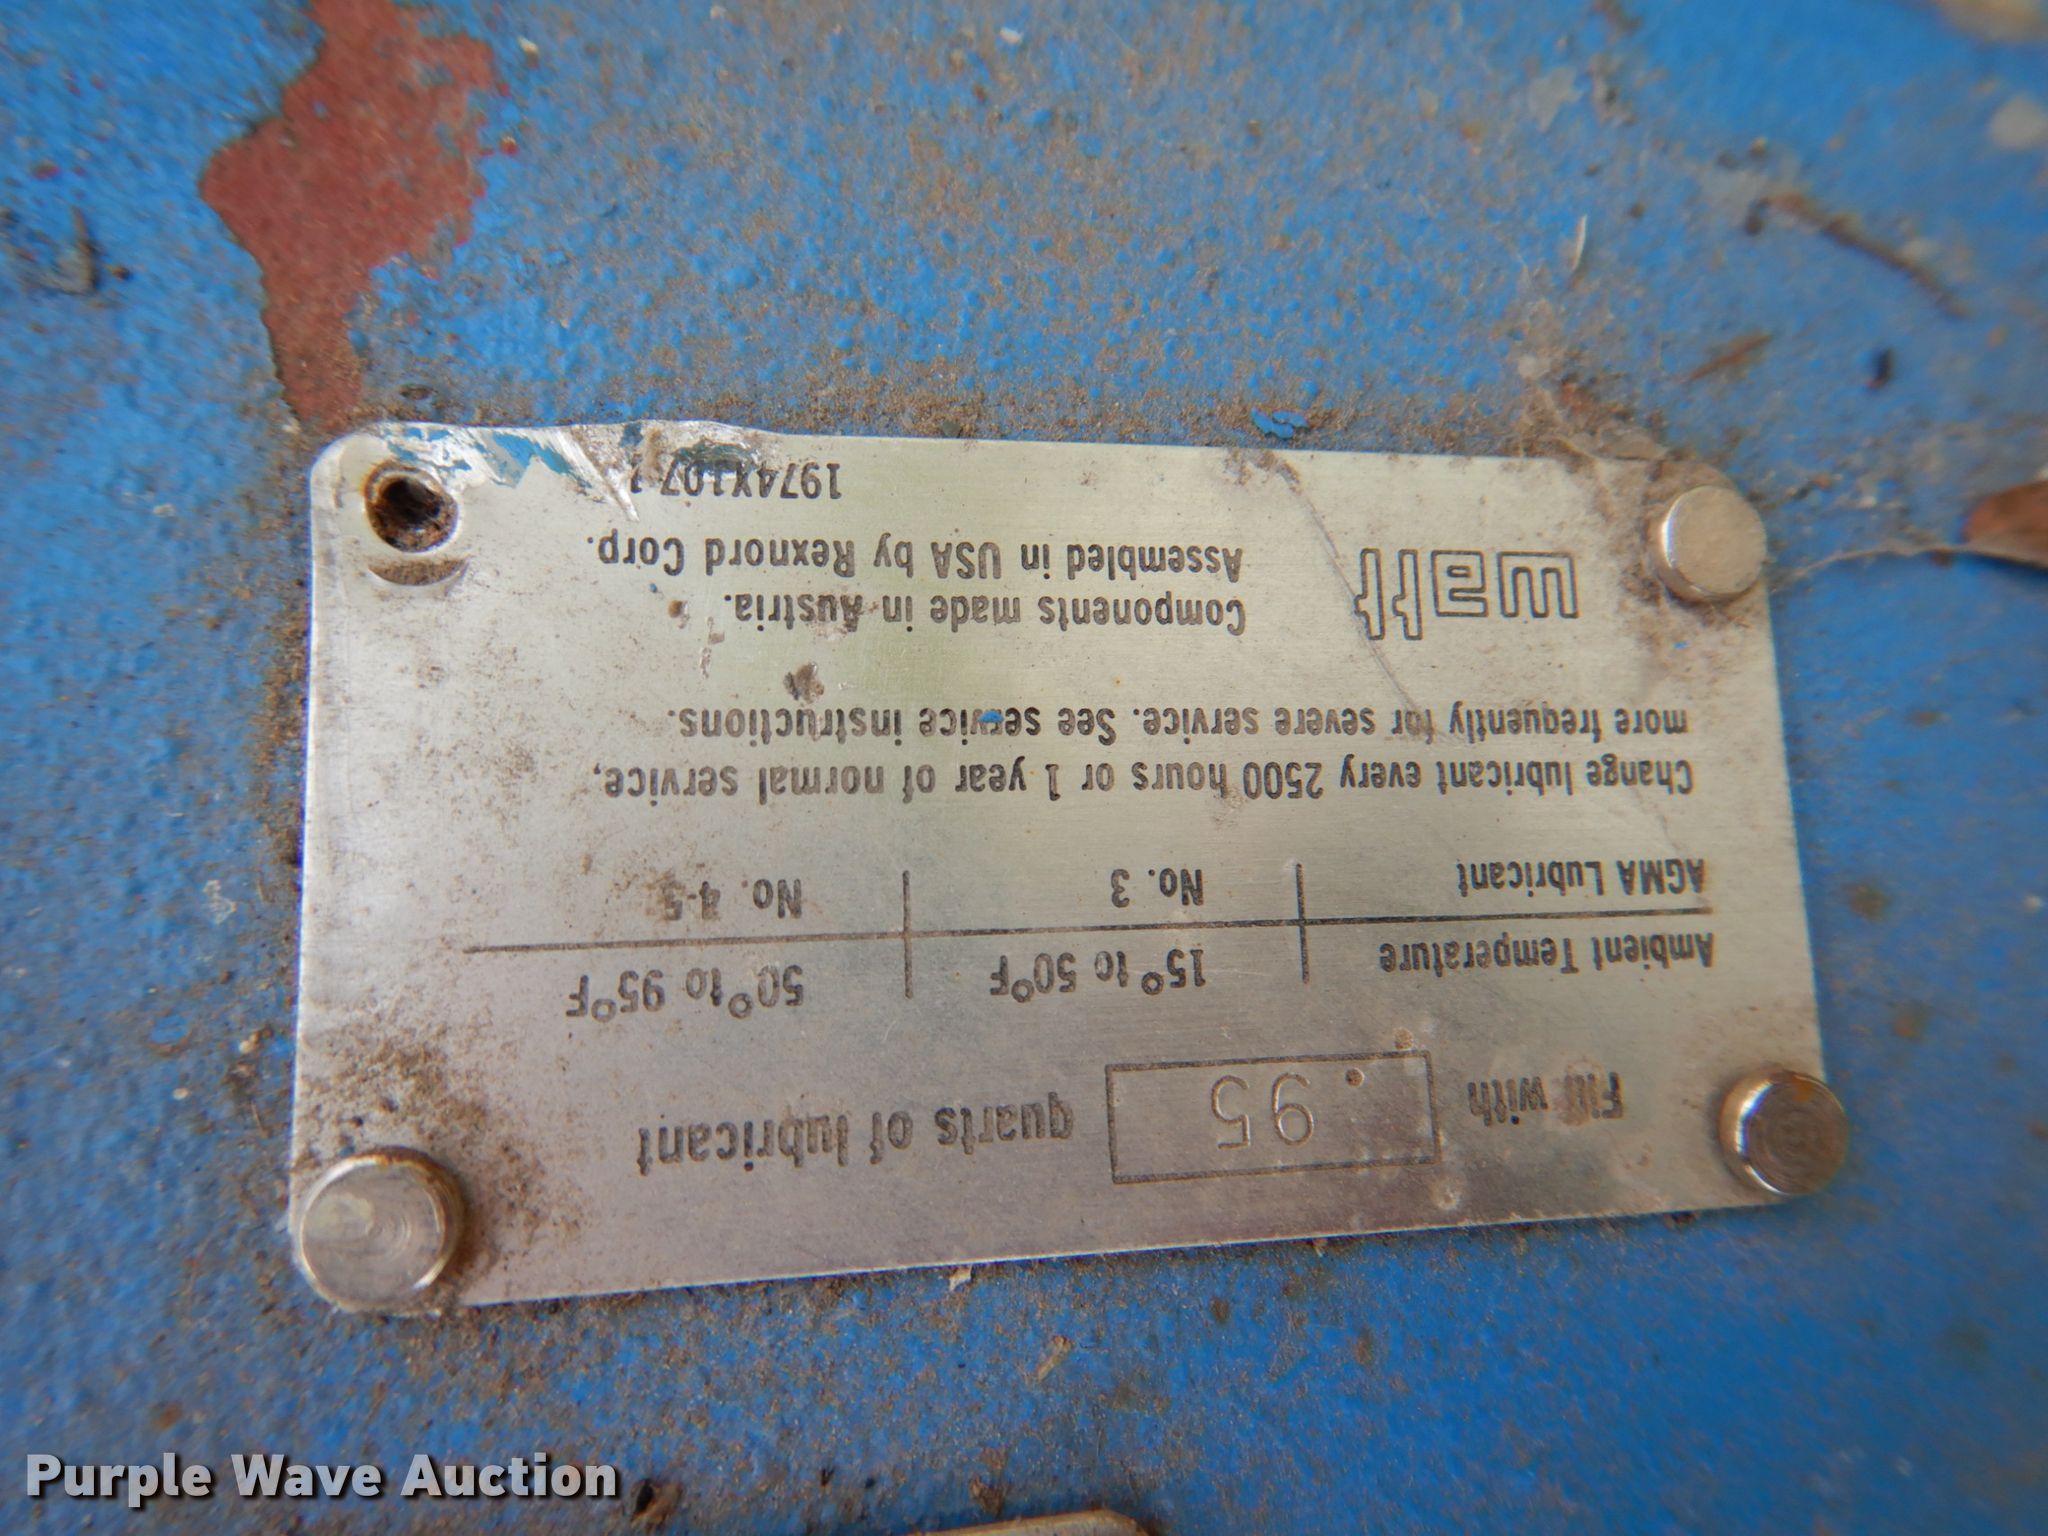 Fill with .95 quarts of lubricant
Ambient Temperature 15° to 50°F 50° to 95°F
AGMA Lubricant No. 3 No. 4-5
Change lubricant every 2500 hours or 1 year of normal service,
more frequently for severe service. See service instructions.
watt
Components made in Austria.
Assembled in USA by Rexnord Corp.
Purple Wave Auction